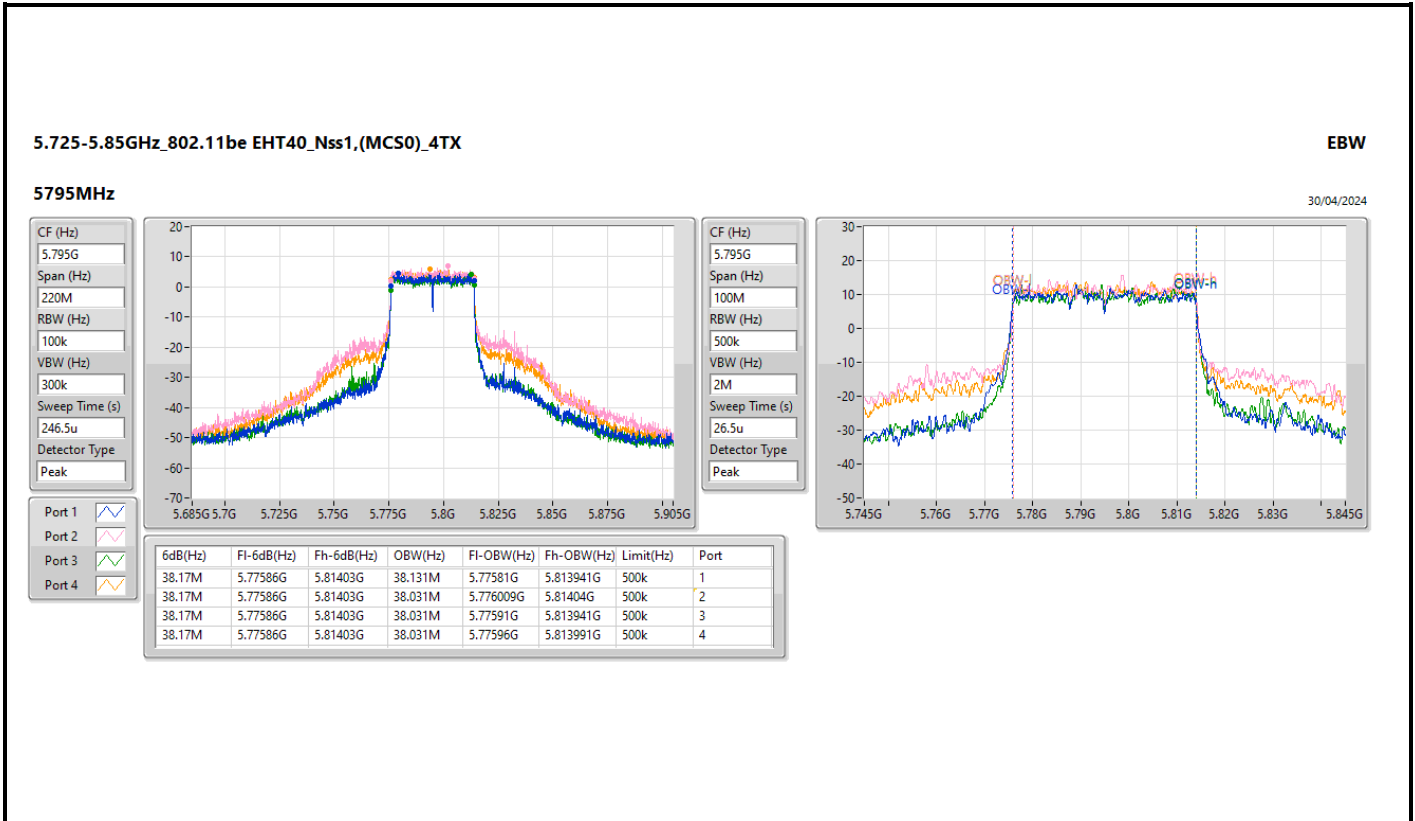 5.725-5.85GHz_802.11be EHT40_Nss1,(MCS0)_4TX
EBW
5795MHz
30/04/2024
CF (Hz)
5.795G
Span (Hz)
220M
RBW (Hz)
100k
VBW (Hz)
300k
Sweep Time (s)
246.5u
Detector Type
Peak
20
10
0
-10
-20
-30
-40
-50
-60
-70
5.685G 5.7G 5.725G 5.75G 5.775G 5.8G 5.825G 5.85G 5.875G 5.905G
CF (Hz)
5.795G
Span (Hz)
100M
RBW (Hz)
500k
VBW (Hz)
2M
Sweep Time (s)
26.5u
Detector Type
Peak
30
20
10
0
-10
-20
-30
-40
-50
OBW-l
OBW-h
5.745G 5.76G 5.77G 5.78G 5.79G 5.8G 5.81G 5.82G 5.83G 5.845G
Port 1
Port 2
Port 3
Port 4
6dB(Hz) Fl-6dB(Hz) Fh-6dB(Hz) OBW(Hz) Fl-OBW(Hz) Fh-OBW(Hz) Limit(Hz) Port
38.17M 5.77586G 5.81403G 38.131M 5.77581G 5.813941G 500k 1
38.17M 5.77586G 5.81403G 38.031M 5.776009G 5.81404G 500k 2
38.17M 5.77586G 5.81403G 38.031M 5.77591G 5.813941G 500k 3
38.17M 5.77586G 5.81403G 38.031M 5.77596G 5.813991G 500k 4